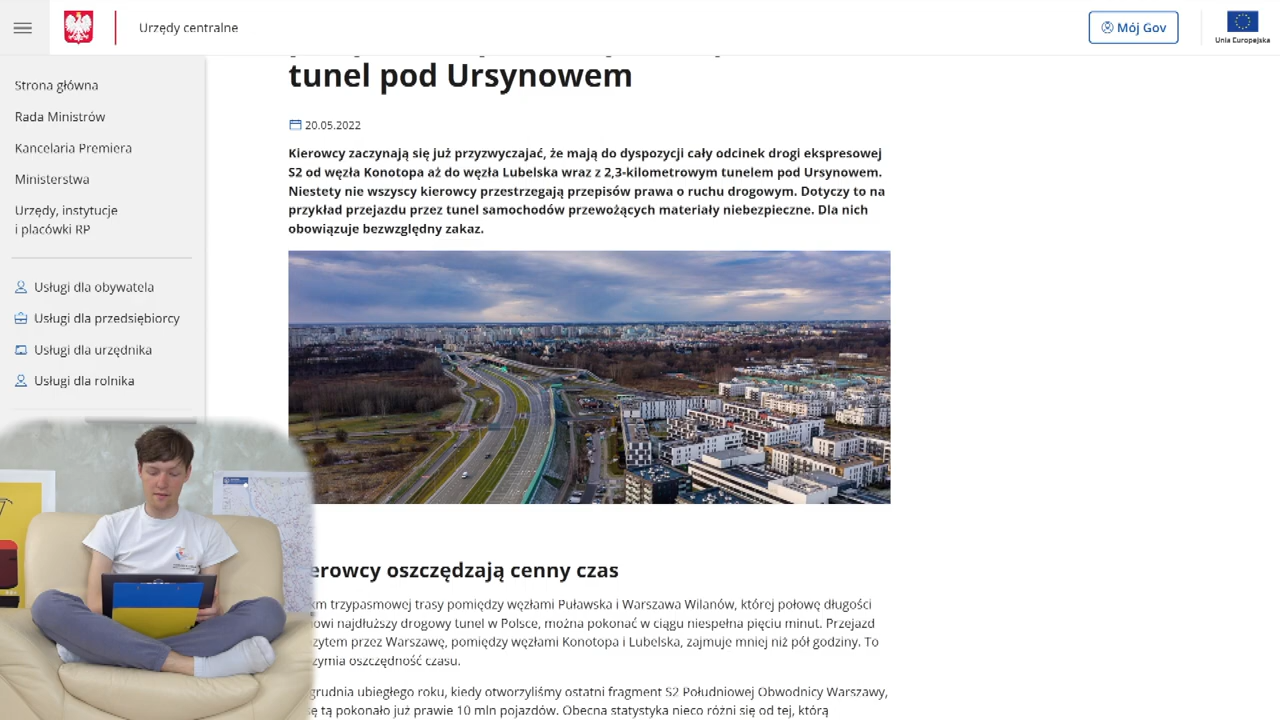 Urzędy centralne
Mój Gov
Unia Europejska
Strona główna
Rada Ministrów
Kancelaria Premiera
Ministerstwa
Urzędy, instytucje
i placówki RP
Usługi dla obywatela
Usługi dla przedsiębiorcy
Usługi dla urzędnika
Usługi dla rolnika
tunel pod Ursynowem
20.05.2022
Kierowcy zaczynają się już przyzwyczajać, że mają do dyspozycji cały odcinek drogi ekspresowej
S2 od węzła Konotopa aż do węzła Lubelska wraz z 2,3-kilometrowym tunelem pod Ursynowem.
Niestety nie wszyscy kierowcy przestrzegają przepisów prawa o ruchu drogowym. Dotyczy to na
przykład przejazdu przez tunel samochodów przewożących materiały niebezpieczne. Dla nich
obowiązuje bezwzględny zakaz.
erowcy oszczędzają cenny czas
km trzypasmowej trasy pomiędzy węzłami Puławska i Warszawa Wilanów, której połowę długości
owi najdłuższy drogowy tunel w Polsce, można pokonać w ciągu niespełna pięciu minut. Przejazd
zytem przez Warszawę, pomiędzy węzłami Konotopa i Lubelska, zajmuje mniej niż pół godziny. To
zymia oszczędność czasu.
grudnia ubiegłego roku, kiedy otworzyliśmy ostatni fragment S2 Południowej Obwodnicy Warszawy,
tą pokonało już prawie 10 mln pojazdów. Obecna statystyka nieco różni się od tej, którą